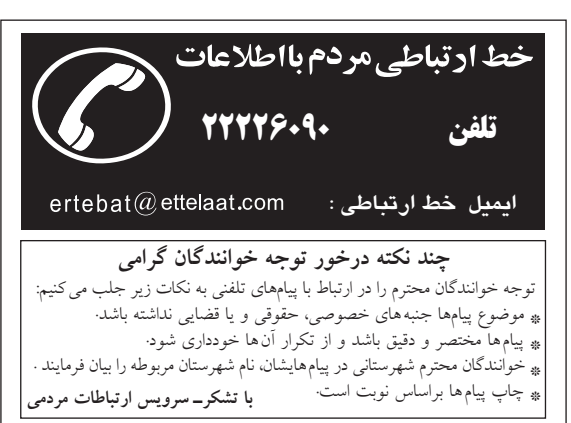 خط ارتباطی مردم با اطلاعات
تلفن ۲۲۲۲۶۰۹۰
ایمیل خط ارتباطی : ertebat@ettelaat.com
چند نکته درخور توجه خوانندگان گرامی
توجه خوانندگان محترم را در ارتباط با پیام‌های تلفنی به نکات زیر جلب می‌کنیم:
* موضوع پیام‌ها جنبه‌های خصوصی، حقوقی و یا قضایی نداشته باشد.
* پیام‌ها مختصر و دقیق باشد و از تکرار آن‌ها خودداری شود.
* خوانندگان محترم شهرستانی در پیام‌هایشان، نام شهرستان مربوطه را بیان فرمایند .
* چاپ پیام‌ها براساس نوبت است.
با تشکرـ سرویس ارتباطات مردمی